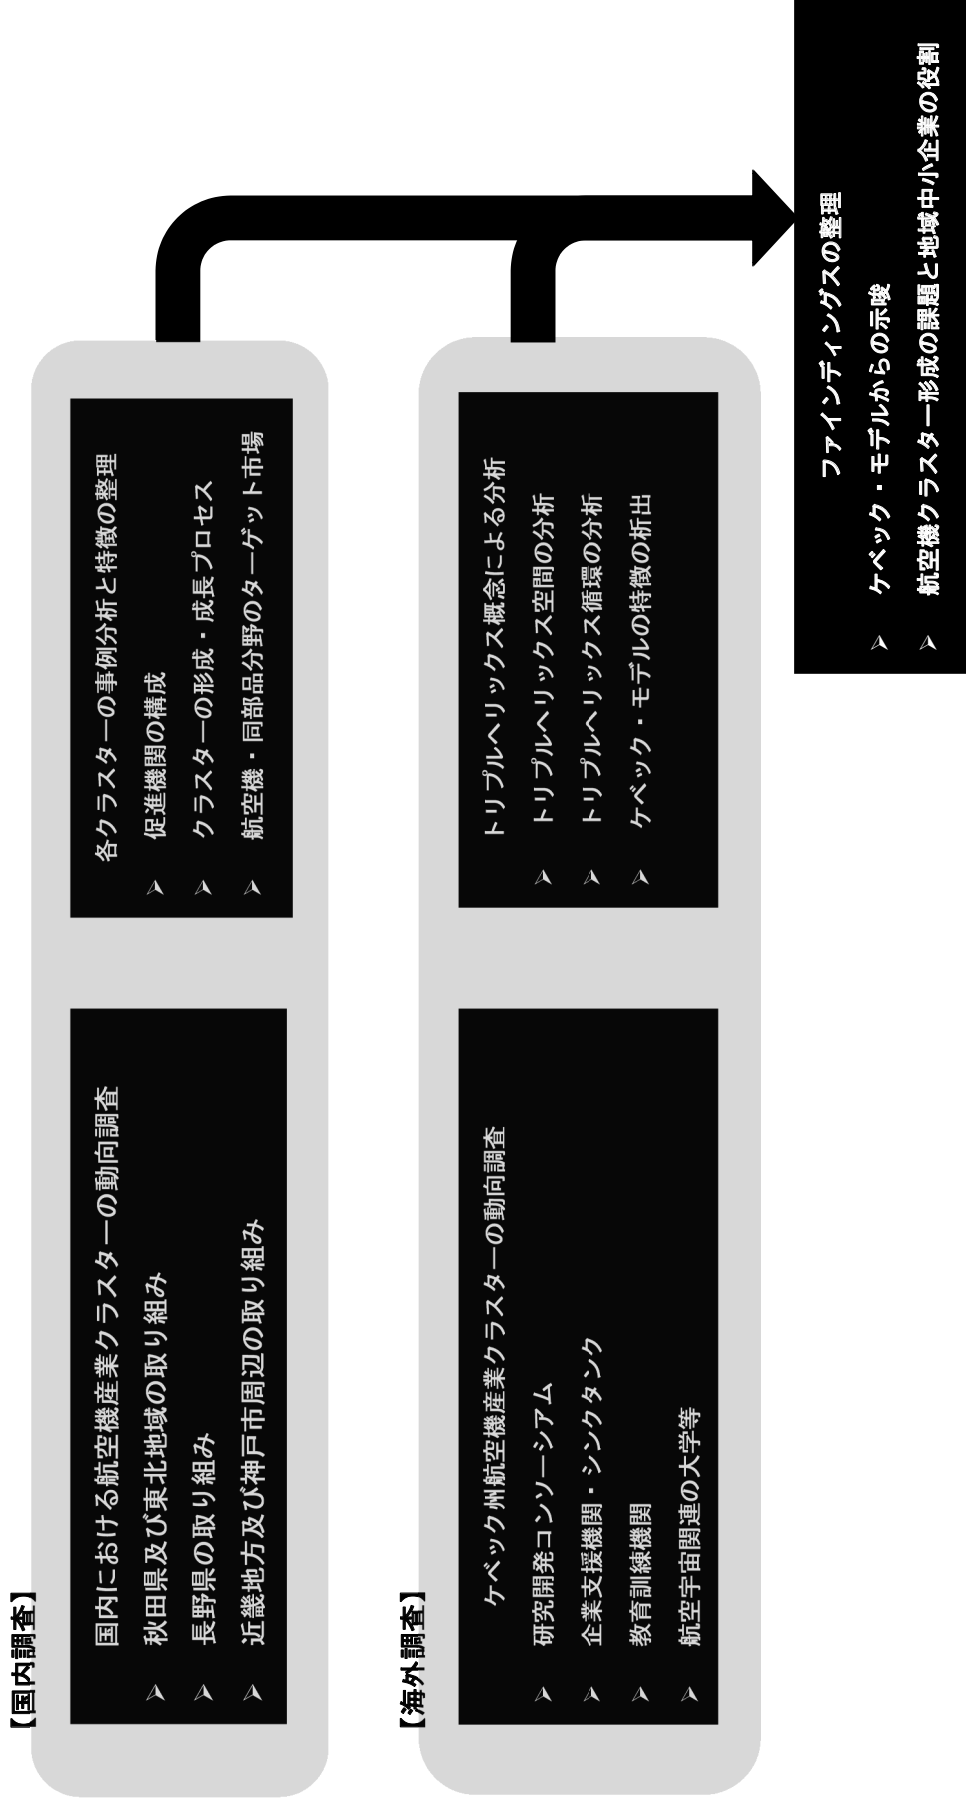 【国内調査】
国内における航空機産業クラスターの動向調査
➢ 秋田県及び東北地域の取り組み
➢ 長野県の取り組み
➢ 近畿地方及び神戸市周辺の取り組み
各クラスターの事例分析と特徴の整理
➢ 促進機関の構成
➢ クラスターの形成・成長プロセス
➢ 航空機・同部品分野のターゲット市場
【海外調査】
ケベック州航空機産業クラスターの動向調査
➢ 研究開発コンソーシアム
➢ 企業支援機関・シンクタンク
➢ 教育訓練機関
➢ 航空宇宙関連の大学等
トリプルヘリックス概念による分析
➢ トリプルヘリックス空間の分析
➢ トリプルヘリックス循環の分析
➢ ケベック・モデルの特徴の析出
ファインディングスの整理
➢ ケベック・モデルからの示唆
➢ 航空機クラスター形成の課題と地域中小企業の役割